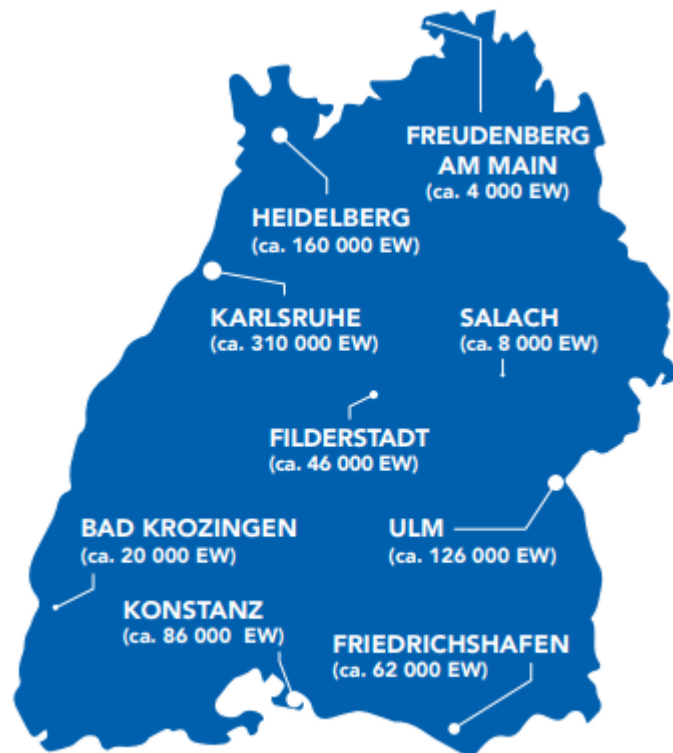 FREUDENBERG
AM MAIN
(ca. 4 000 EW)
HEIDELBERG
(ca. 160 000 EW)
KARLSRUHE
(ca. 310 000 EW)
SALACH
(ca. 8 000 EW)
FILDERSTADT
(ca. 46 000 EW)
BAD KROZINGEN
(ca. 20 000 EW)
ULM
(ca. 126 000 EW)
KONSTANZ
(ca. 86 000 EW)
FRIEDRICHSHAFEN
(ca. 62 000 EW)